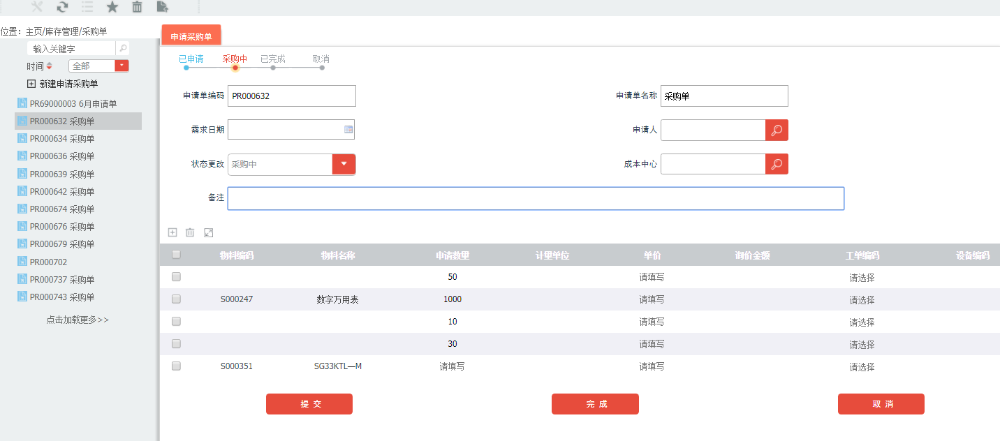 位置：主页/库存管理/采购单
输入关键字
时间 全部
新建申请采购单
PR69000003 6月申请单
PR000632 采购单
PR000634 采购单
PR000636 采购单
PR000639 采购单
PR000642 采购单
PR000674 采购单
PR000676 采购单
PR000679 采购单
PR000702
PR000737 采购单
PR000743 采购单
点击加载更多>>
申请采购单
已申请 采购中 已完成 取消
申请单编码 PR000632 申请单名称 采购单
需求日期 申请人
状态更改 采购中 成本中心
备注
物料编码 物料名称 申请数量 计量单位 单价 询价金额 工单编码 设备编码
50 请填写 请选择
S000247 数字万用表 1000 请填写 请选择
10 请填写 请选择
30 请填写 请选择
S000351 SG33KTL—M 请填写 请填写 请选择
提 交 完 成 取 消